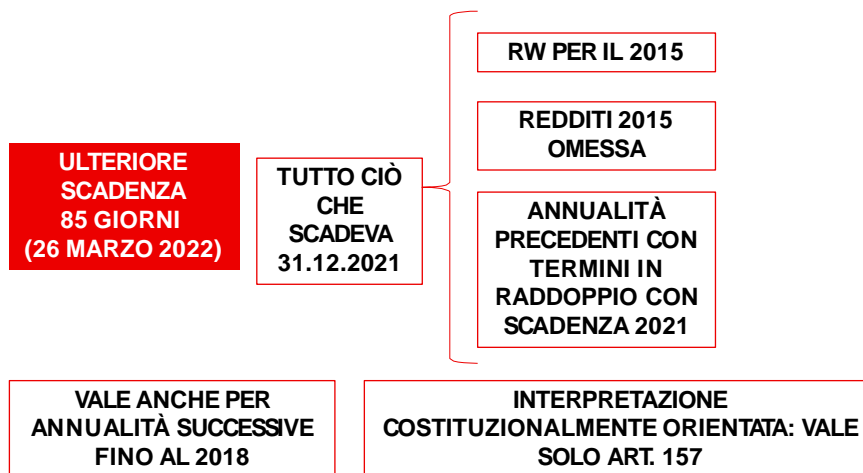 RW PER IL 2015
REDDITI 2015
OMESSA
ULTERIORE
SCADENZA
85 GIORNI
(26 MARZO 2022)
TUTTO CIÒ
CHE
SCADEVA
31.12.2021
ANNUALITÀ
PRECEDENTI CON
TERMINI IN
RADDOPPIO CON
SCADENZA 2021
VALE ANCHE PER
ANNUALITÀ SUCCESSIVE
FINO AL 2018
INTERPRETAZIONE
COSTITUZIONALMENTE ORIENTATA: VALE
SOLO ART. 157